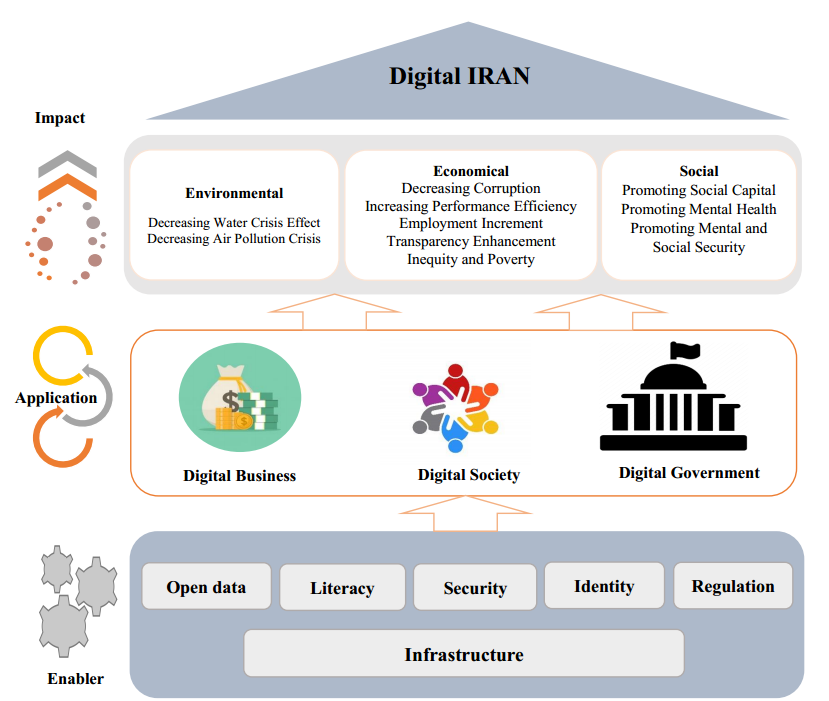 Digital IRAN
Impact
Environmental
Decreasing Water Crisis Effect
Decreasing Air Pollution Crisis
Economical
Decreasing Corruption
Increasing Performance Efficiency
Employment Increment
Transparency Enhancement
Inequity and Poverty
Social
Promoting Social Capital
Promoting Mental Health
Promoting Mental and
Social Security
Application
$
$
Digital Business
Digital Society
Digital Government
Enabler
Open data
Literacy
Security
Identity
Regulation
Infrastructure